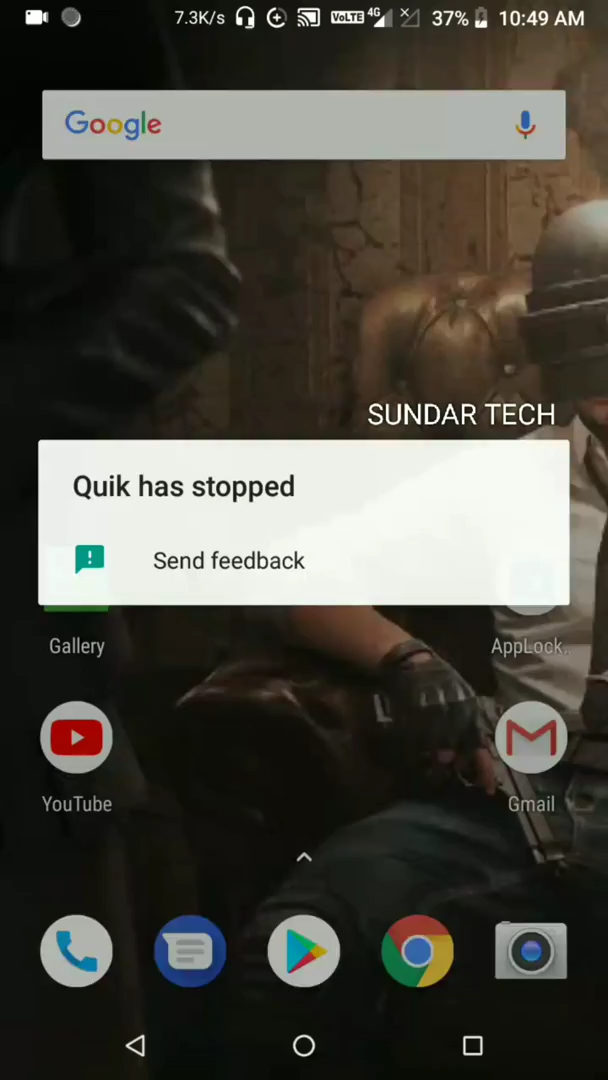 7.3K/s VoLTE 4G 37% 10:49 AM
Google
SUNDAR TECH
Quik has stopped
Send feedback
Gallery
AppLock.
YouTube
Gmail